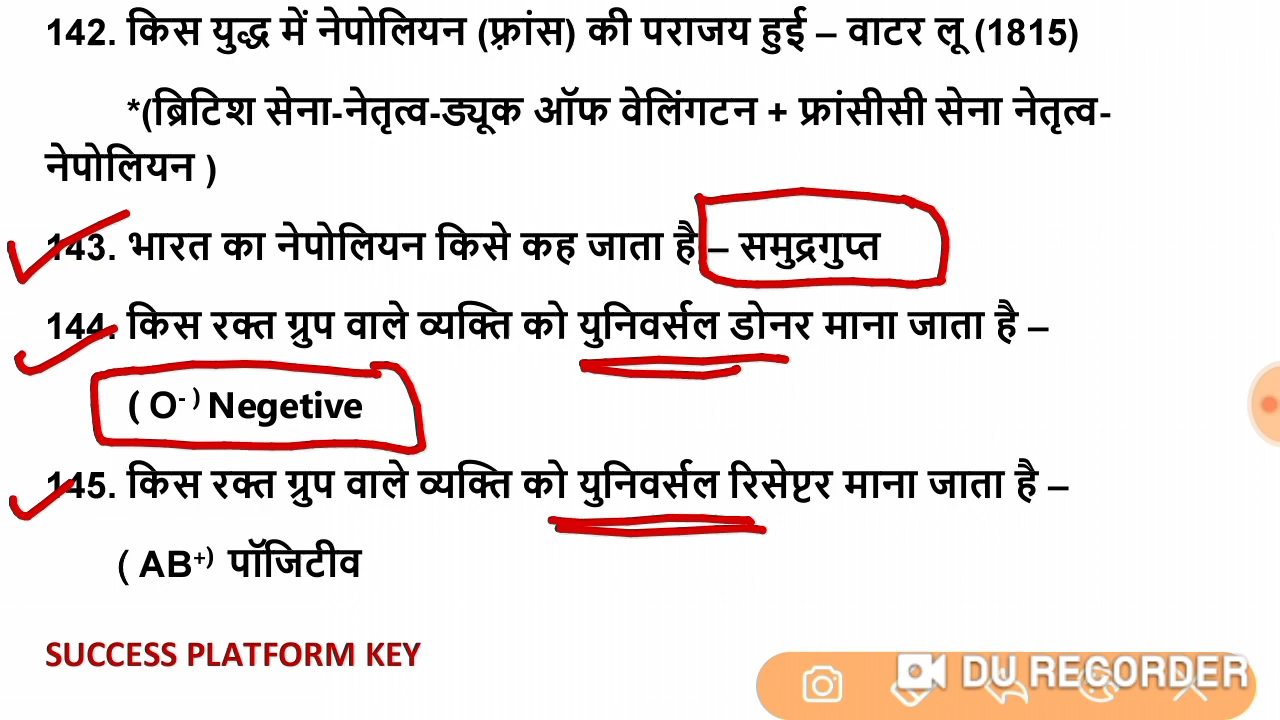 142. किस युद्ध में नेपोलियन (फ़्रांस) की पराजय हुई – वाटर लू (1815)
*(ब्रिटिश सेना-नेतृत्व-ड्यूक ऑफ वेलिंगटन + फ्रांसीसी सेना नेतृत्व-
नेपोलियन )
143. भारत का नेपोलियन किसे कह जाता है – समुद्रगुप्त
144. किस रक्त ग्रुप वाले व्यक्ति को युनिवर्सल डोनर माना जाता है –
( O⁻ ⁾ Negetive
145. किस रक्त ग्रुप वाले व्यक्ति को युनिवर्सल रिसेप्टर माना जाता है –
( AB⁺⁾ पॉजिटीव
SUCCESS PLATFORM KEY
DU RECORDER